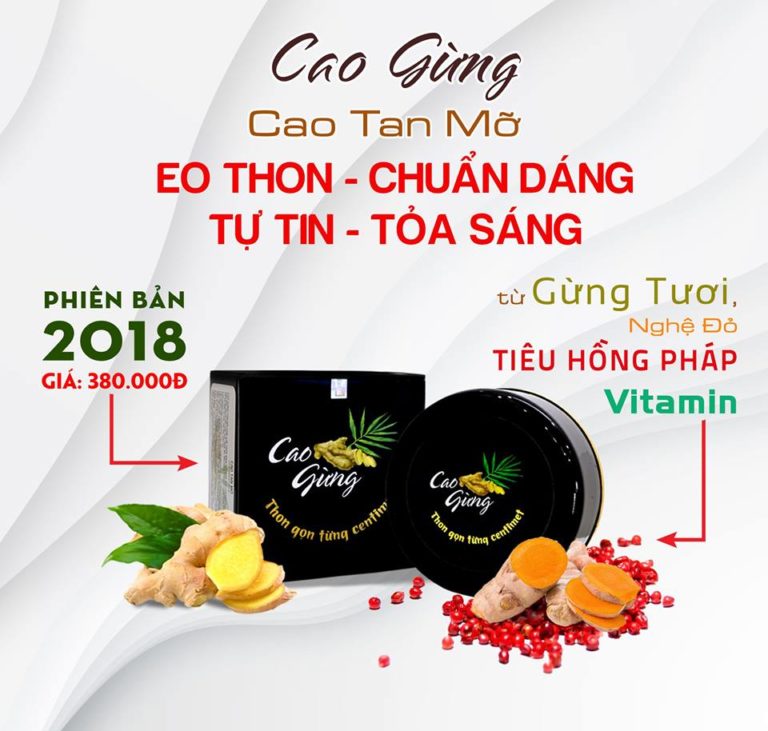 Cao Gừng
Cao Tan Mỡ
EO THON - CHUẨN DÁNG
TỰ TIN - TỎA SÁNG
PHIÊN BẢN
2018
GIÁ: 380.000Đ
từ Gừng Tươi,
Nghệ Đỏ
TIÊU HỒNG PHÁP
Vitamin
Cao
Gừng
Thon gọn từng centimet
Cao
Gừng
Thon gọn từng centimet